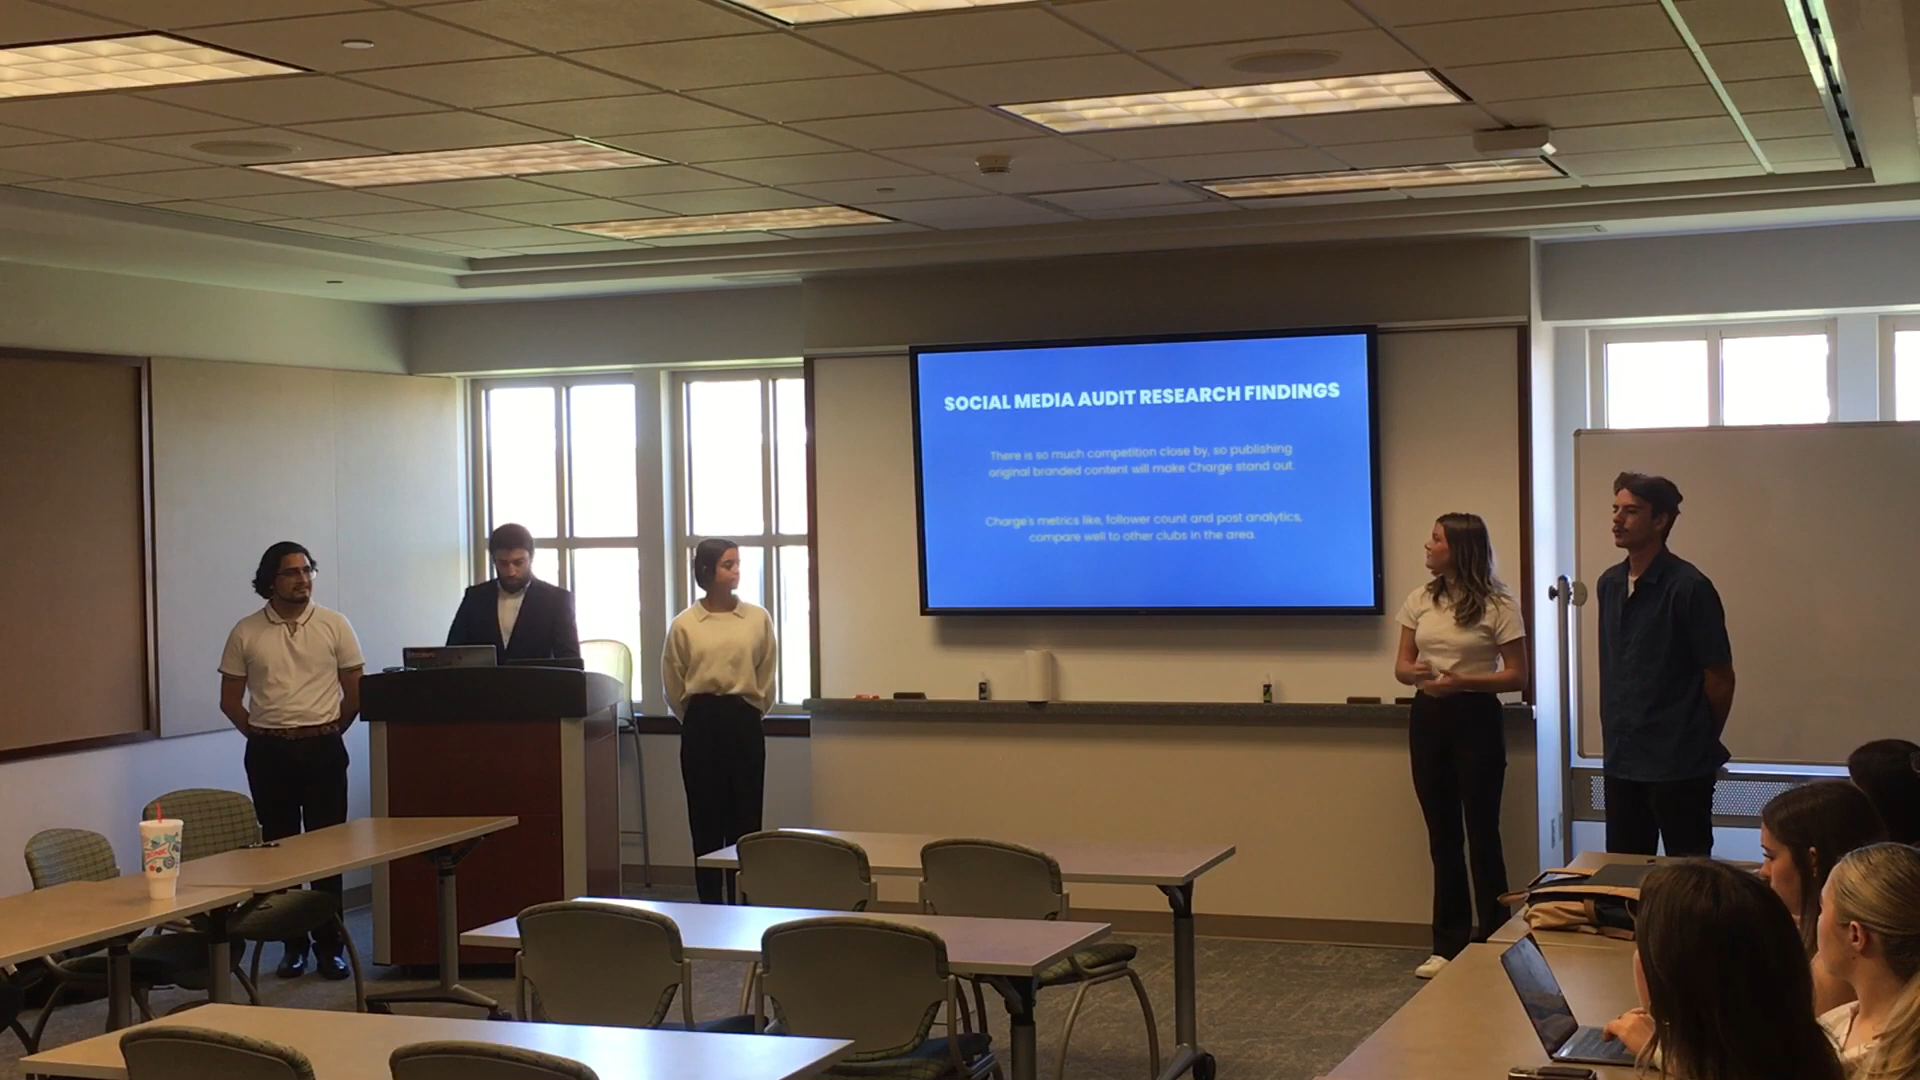 SOCIAL MEDIA AUDIT RESEARCH FINDINGS
There is so much competition close by, so publishing
original branded content will make Charge stand out.
Charge's metrics like, follower count and post analytics,
compare well to other clubs in the area.
SONIC